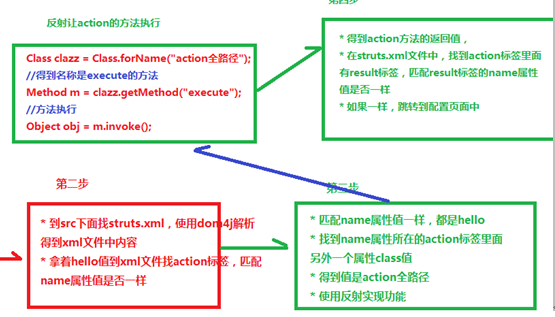 第四步
反射让action的方法执行
Class clazz = Class.forName("action全路径");
//得到名称是execute的方法
Method m = clazz.getMethod("execute");
//方法执行
Object obj = m.invoke();
* 得到action方法的返回值，
* 在struts.xml文件中，找到action标签里面
有result标签，匹配result标签的name属性
值是否一样
* 如果一样，跳转到配置页面中
第二步
* 到src下面找struts.xml，使用dom4j解析
得到xml文件中内容
* 拿着hello值到xml文件找action标签，匹配
name属性值是否一样
第三步
* 匹配name属性值一样，都是hello
* 找到name属性所在的action标签里面
另外一个属性class值
* 得到值是action全路径
* 使用反射实现功能